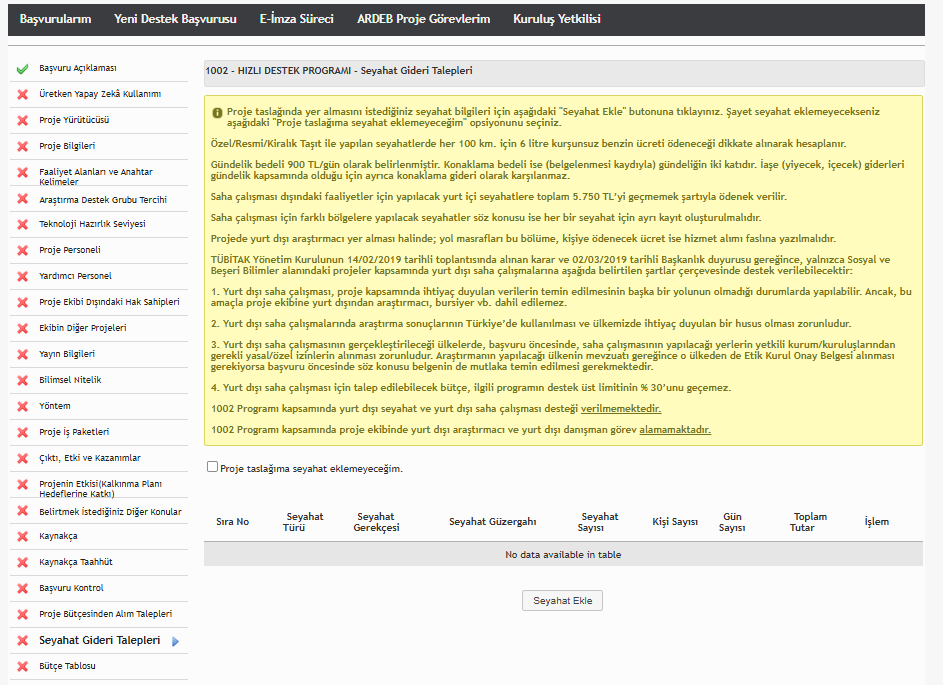 Başvurularım Yeni Destek Başvurusu E-İmza Süreci ARDEB Proje Görevlerim Kuruluş Yetkilisi
Başvuru Açıklaması
Üretken Yapay Zekâ Kullanımı
Proje Yürütücüsü
Proje Bilgileri
Faaliyet Alanları ve Anahtar
Kelimeler
Araştırma Destek Grubu Tercihi
Teknoloji Hazırlık Seviyesi
Proje Personeli
Yardımcı Personel
Proje Ekibi Dışındaki Hak Sahipleri
Ekibin Diğer Projeleri
Yayın Bilgileri
Bilimsel Nitelik
Yöntem
Proje İş Paketleri
Çıktı, Etki ve Kazanımlar
Projenin Etkisi(Kalkınma Planı
Hedeflerine Katkı)
Belirtmek İstediğiniz Diğer Konular
Kaynakça
Kaynakça Taahhüt
Başvuru Kontrol
Proje Bütçesinden Alım Talepleri
Seyahat Gideri Talepleri
Bütçe Tablosu
1002 - HIZLI DESTEK PROGRAMI - Seyahat Gideri Talepleri
Proje taslağında yer almasını istediğiniz seyahat bilgileri için aşağıdaki "Seyahat Ekle" butonuna tıklayınız. Şayet seyahat eklemeyecekseniz
aşağıdaki "Proje taslağıma seyahat eklemeyeceğim" opsiyonunu seçiniz.
Özel/Resmi/Kiralık Taşıt ile yapılan seyahatlerde her 100 km. için 6 litre kurşunsuz benzin ücreti ödeneceği dikkate alınarak hesaplanır.
Gündelik bedeli 900 TL/gün olarak belirlenmiştir. Konaklama bedeli ise (belgelenmesi kaydıyla) gündeliğin iki katıdır. İaşe (yiyecek, içecek) giderleri
gündelik kapsamında olduğu için ayrıca konaklama gideri olarak karşılanmaz.
Saha çalışması dışındaki faaliyetler için yapılacak yurt içi seyahatlere toplam 5.750 TL'yi geçmemek şartıyla ödenek verilir.
Saha çalışması için farklı bölgelere yapılacak seyahatler söz konusu ise her bir seyahat için ayrı kayıt oluşturulmalıdır.
Projede yurt dışı araştırmacı yer alması halinde; yol masrafları bu bölüme, kişiye ödenecek ücret ise hizmet alımı faslına yazılmalıdır.
TÜBİTAK Yönetim Kurulunun 14/02/2019 tarihli toplantısında alınan karar ve 02/03/2019 tarihli Başkanlık duyurusu gereğince, yalnızca Sosyal ve
Beşeri Bilimler alanındaki projeler kapsamında yurt dışı saha çalışmalarına aşağıda belirtilen şartlar çerçevesinde destek verilebilecektir:
1. Yurt dışı saha çalışması, proje kapsamında ihtiyaç duyulan verilerin temin edilmesinin başka bir yolunun olmadığı durumlarda yapılabilir. Ancak, bu
amaçla proje ekibine yurt dışından araştırmacı, bursiyer vb. dahil edilemez.
2. Yurt dışı saha çalışmalarında araştırma sonuçlarının Türkiye'de kullanılması ve ülkemizde ihtiyaç duyulan bir husus olması zorunludur.
3. Yurt dışı saha çalışmasının gerçekleştirileceği ülkelerde, başvuru öncesinde, saha çalışmasının yapılacağı yerlerin yetkili kurum/kuruluşlarından
gerekli yasal/özel izinlerin alınması zorunludur. Araştırmanın yapılacağı ülkenin mevzuatı gereğince o ülkeden de Etik Kurul Onay Belgesi alınması
gerekiyorsa başvuru öncesinde söz konusu belgenin de mutlaka temin edilmesi gerekmektedir.
4. Yurt dışı saha çalışması için talep edilebilecek bütçe, ilgili programın destek üst limitinin % 30'unu geçemez.
1002 Programı kapsamında yurt dışı seyahat ve yurt dışı saha çalışması desteği verilmemektedir.
1002 Programı kapsamında proje ekibinde yurt dışı araştırmacı ve yurt dışı danışman görev alamamaktadır.
Proje taslağıma seyahat eklemeyeceğim.
Sıra No Seyahat Türü Seyahat Gerekçesi Seyahat Güzergahı Seyahat Sayısı Kişi Sayısı Gün Sayısı Toplam Tutar İşlem
No data available in table
Seyahat Ekle